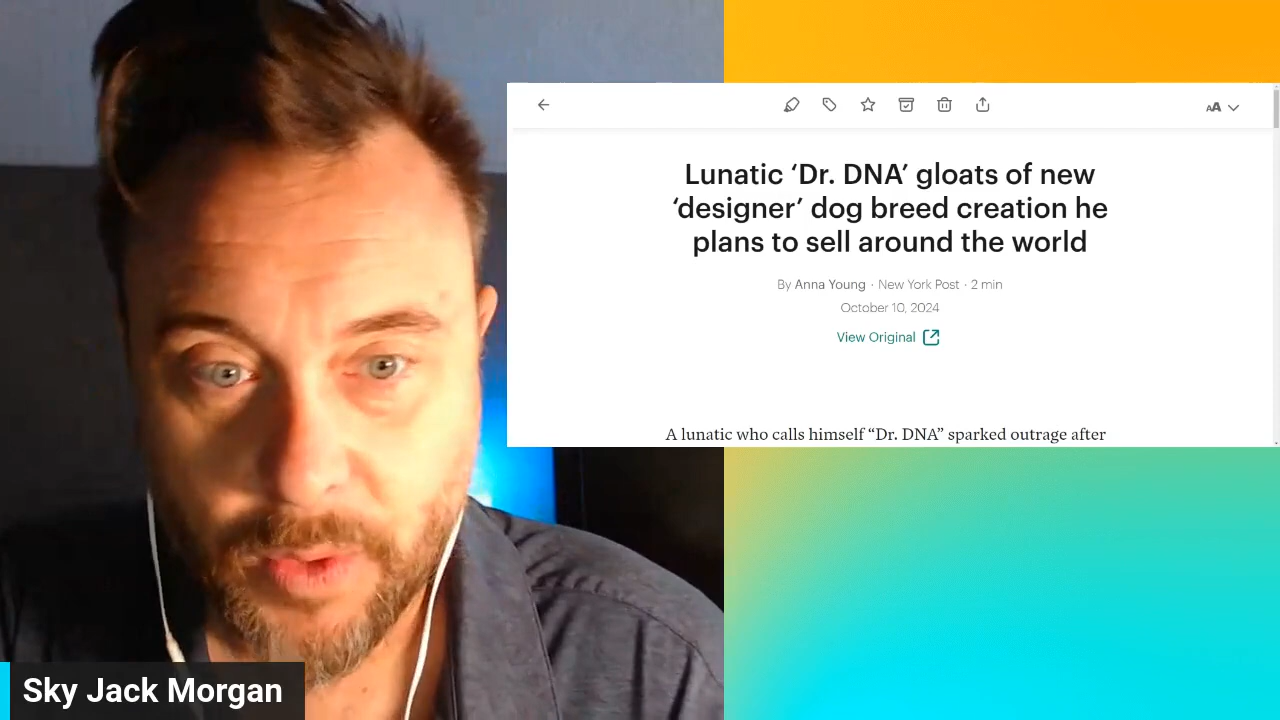 Lunatic ‘Dr. DNA’ gloats of new
‘designer’ dog breed creation he
plans to sell around the world
By Anna Young · New York Post · 2 min
October 10, 2024
View Original
A lunatic who calls himself “Dr. DNA” sparked outrage after
AA
Sky Jack Morgan